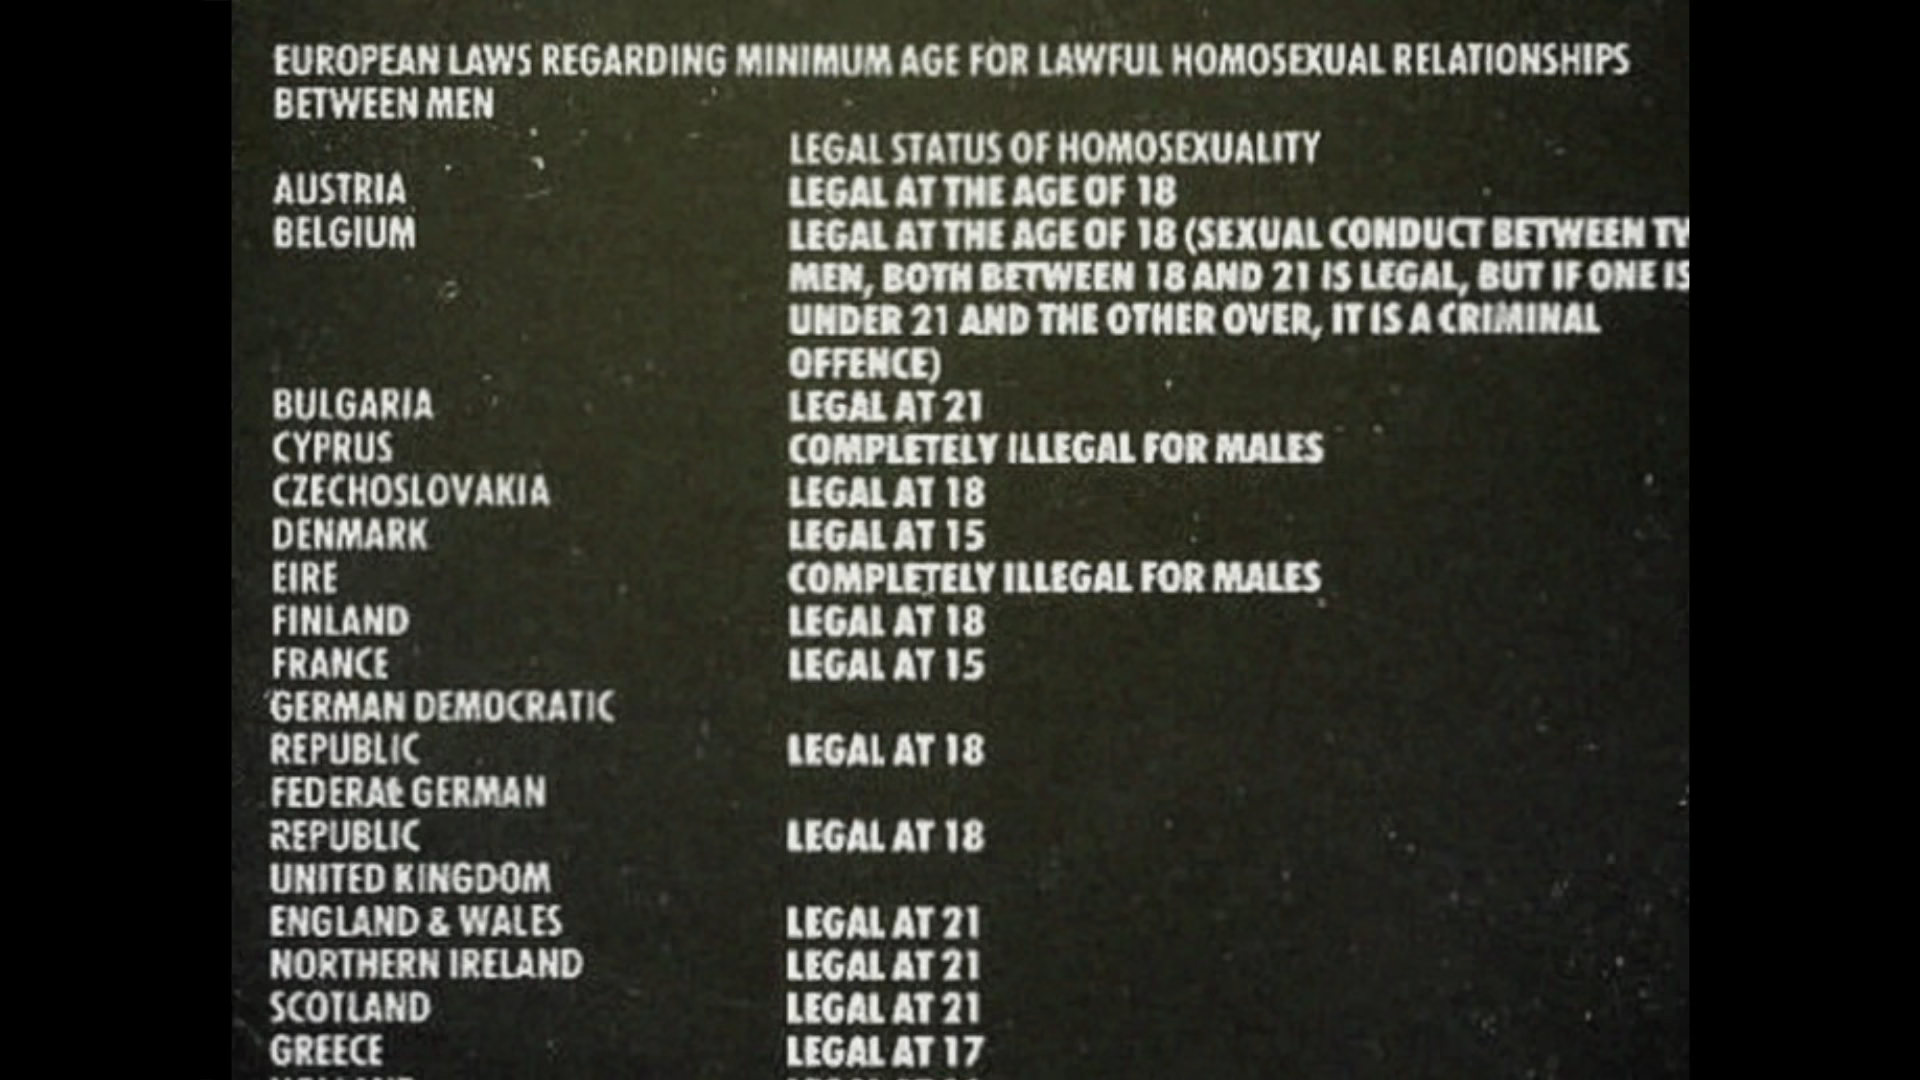 EUROPEAN LAWS REGARDING MINIMUM AGE FOR LAWFUL HOMOSEXUAL RELATIONSHIPS
BETWEEN MEN
LEGAL STATUS OF HOMOSEXUALITY
AUSTRIA LEGAL AT THE AGE OF 18
BELGIUM LEGAL AT THE AGE OF 18 (SEXUAL CONDUCT BETWEEN
MEN, BOTH BETWEEN 18 AND 21 IS LEGAL, BUT IF ONE IS
UNDER 21 AND THE OTHER OVER, IT IS A CRIMINAL
OFFENCE)
BULGARIA LEGAL AT 21
CYPRUS COMPLETELY ILLEGAL FOR MALES
CZECHOSLOVAKIA LEGAL AT 18
DENMARK LEGAL AT 15
EIRE COMPLETELY ILLEGAL FOR MALES
FINLAND LEGAL AT 18
FRANCE LEGAL AT 15
GERMAN DEMOCRATIC
REPUBLIC LEGAL AT 18
FEDERAL GERMAN
REPUBLIC LEGAL AT 18
UNITED KINGDOM
ENGLAND & WALES LEGAL AT 21
NORTHERN IRELAND LEGAL AT 21
SCOTLAND LEGAL AT 21
GREECE LEGAL AT 17